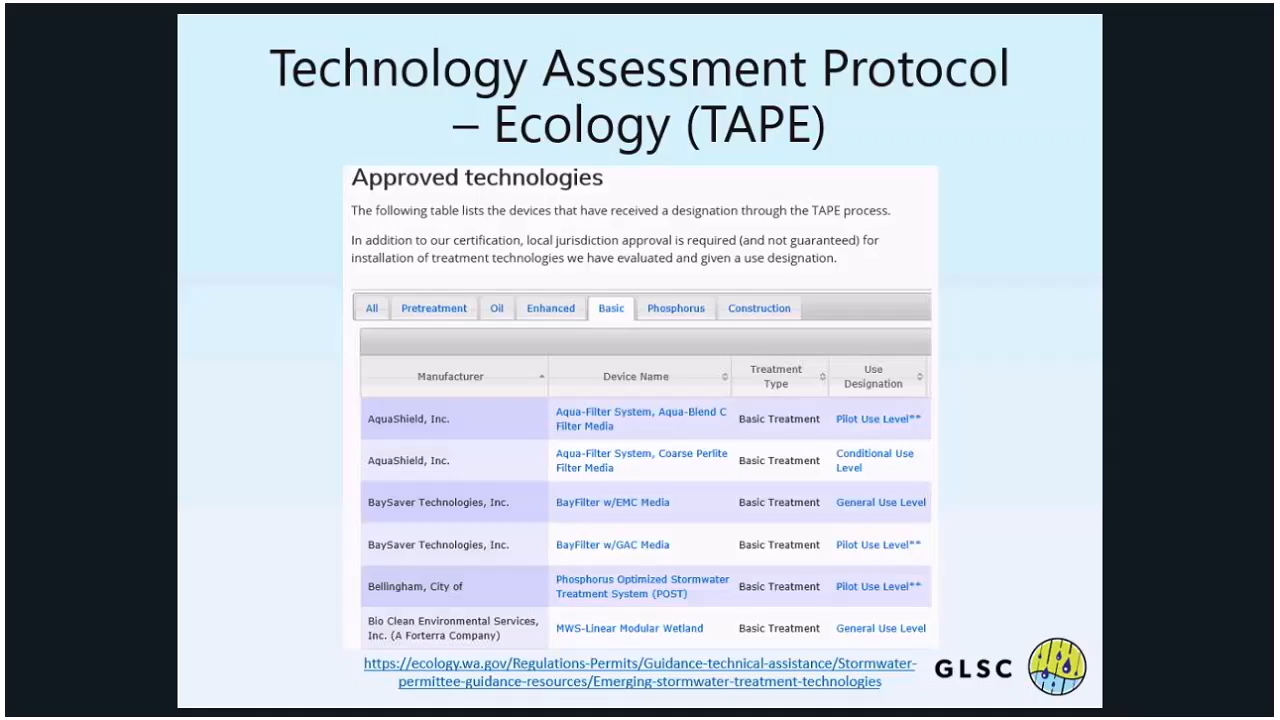 Technology Assessment Protocol
– Ecology (TAPE)
Approved technologies
The following table lists the devices that have received a designation through the TAPE process.
In addition to our certification, local jurisdiction approval is required (and not guaranteed) for
installation of treatment technologies we have evaluated and given a use designation.
All Pretreatment Oil Enhanced Basic Phosphorus Construction
Manufacturer Device Name Treatment Type Use Designation
AquaShield, Inc. Aqua-Filter System, Aqua-Blend C Filter Media Basic Treatment Pilot Use Level**
AquaShield, Inc. Aqua-Filter System, Coarse Perlite Filter Media Basic Treatment Conditional Use Level
BaySaver Technologies, Inc. BayFilter w/EMC Media Basic Treatment General Use Level
BaySaver Technologies, Inc. BayFilter w/GAC Media Basic Treatment Pilot Use Level**
Bellingham, City of Phosphorus Optimized Stormwater Treatment System (POST) Basic Treatment Pilot Use Level**
Bio Clean Environmental Services, Inc. (A Forterra Company) MWS-Linear Modular Wetland Basic Treatment General Use Level
https://ecology.wa.gov/Regulations-Permits/Guidance-technical-assistance/Stormwater-
permittee-guidance-resources/Emerging-stormwater-treatment-technologies
GLSC